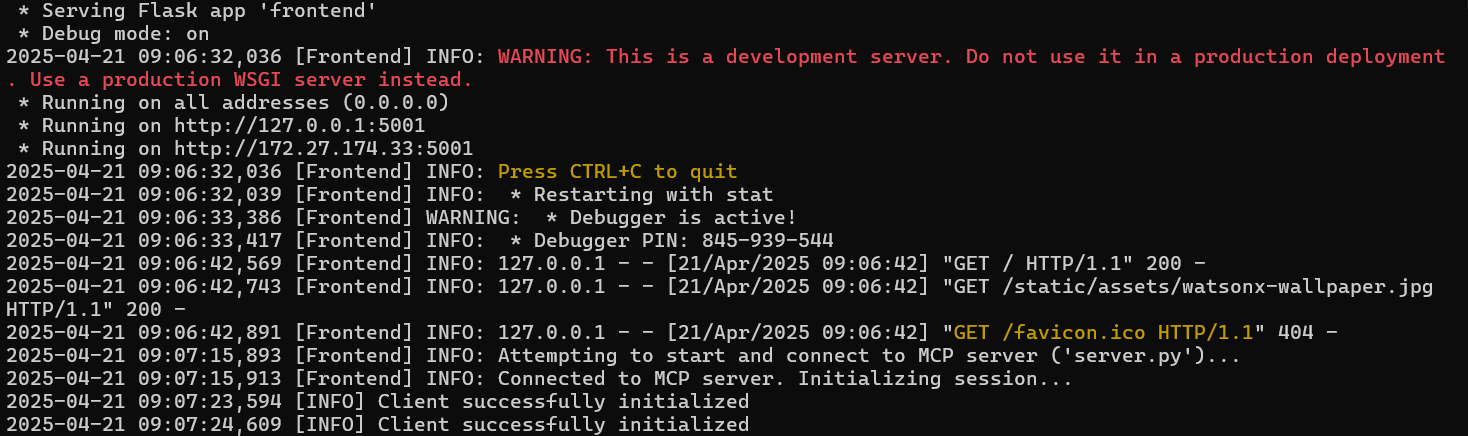 * Serving Flask app 'frontend'
* Debug mode: on
2025-04-21 09:06:32,036 [Frontend] INFO: WARNING: This is a development server. Do not use it in a production deployment
. Use a production WSGI server instead.
* Running on all addresses (0.0.0.0)
* Running on http://127.0.0.1:5001
* Running on http://172.27.174.33:5001
2025-04-21 09:06:32,036 [Frontend] INFO: Press CTRL+C to quit
2025-04-21 09:06:32,039 [Frontend] INFO:  * Restarting with stat
2025-04-21 09:06:33,386 [Frontend] WARNING:  * Debugger is active!
2025-04-21 09:06:33,417 [Frontend] INFO:  * Debugger PIN: 845-939-544
2025-04-21 09:06:42,569 [Frontend] INFO: 127.0.0.1 - - [21/Apr/2025 09:06:42] "GET / HTTP/1.1" 200 -
2025-04-21 09:06:42,743 [Frontend] INFO: 127.0.0.1 - - [21/Apr/2025 09:06:42] "GET /static/assets/watsonx-wallpaper.jpg
HTTP/1.1" 200 -
2025-04-21 09:06:42,891 [Frontend] INFO: 127.0.0.1 - - [21/Apr/2025 09:06:42] "GET /favicon.ico HTTP/1.1" 404 -
2025-04-21 09:07:15,893 [Frontend] INFO: Attempting to start and connect to MCP server ('server.py')...
2025-04-21 09:07:15,913 [Frontend] INFO: Connected to MCP server. Initializing session...
2025-04-21 09:07:23,594 [INFO] Client successfully initialized
2025-04-21 09:07:24,609 [INFO] Client successfully initialized